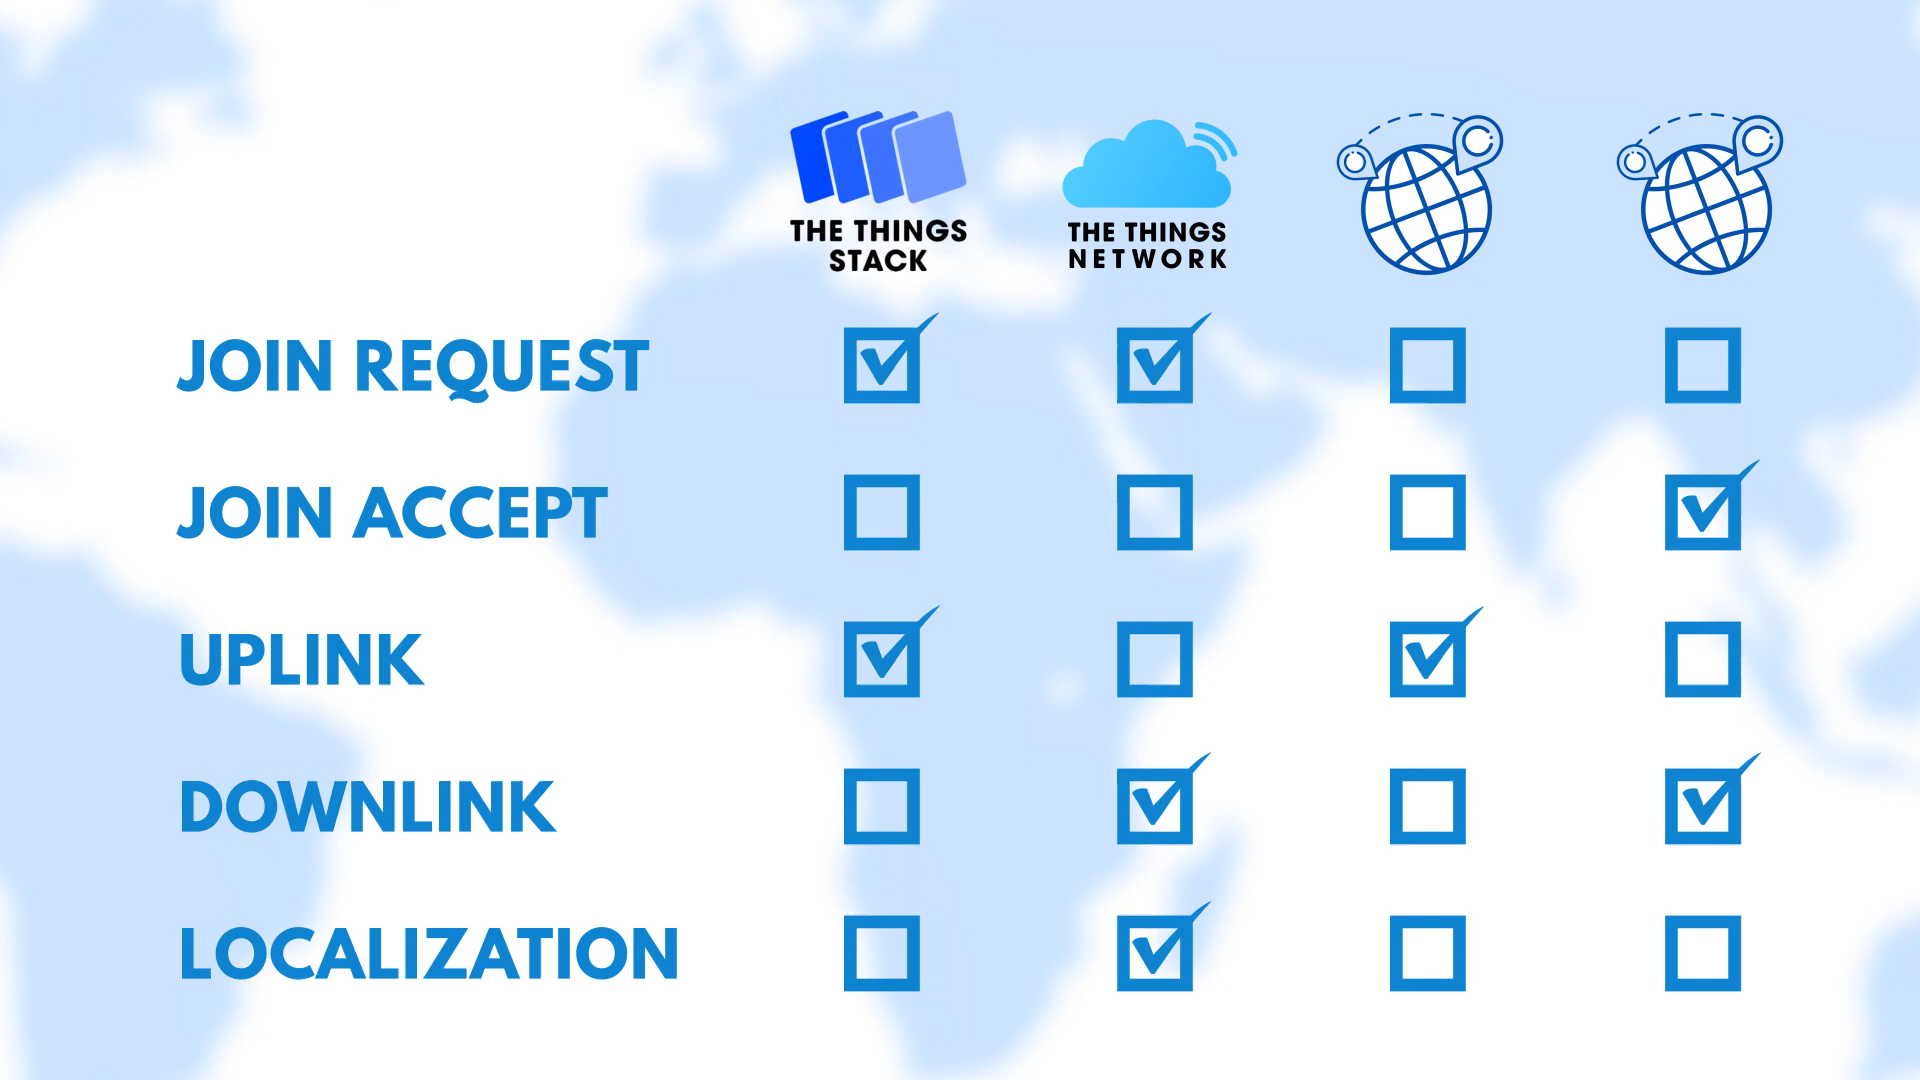 THE THINGS
STACK
THE THINGS
NETWORK
JOIN REQUEST
JOIN ACCEPT
UPLINK
DOWNLINK
LOCALIZATION